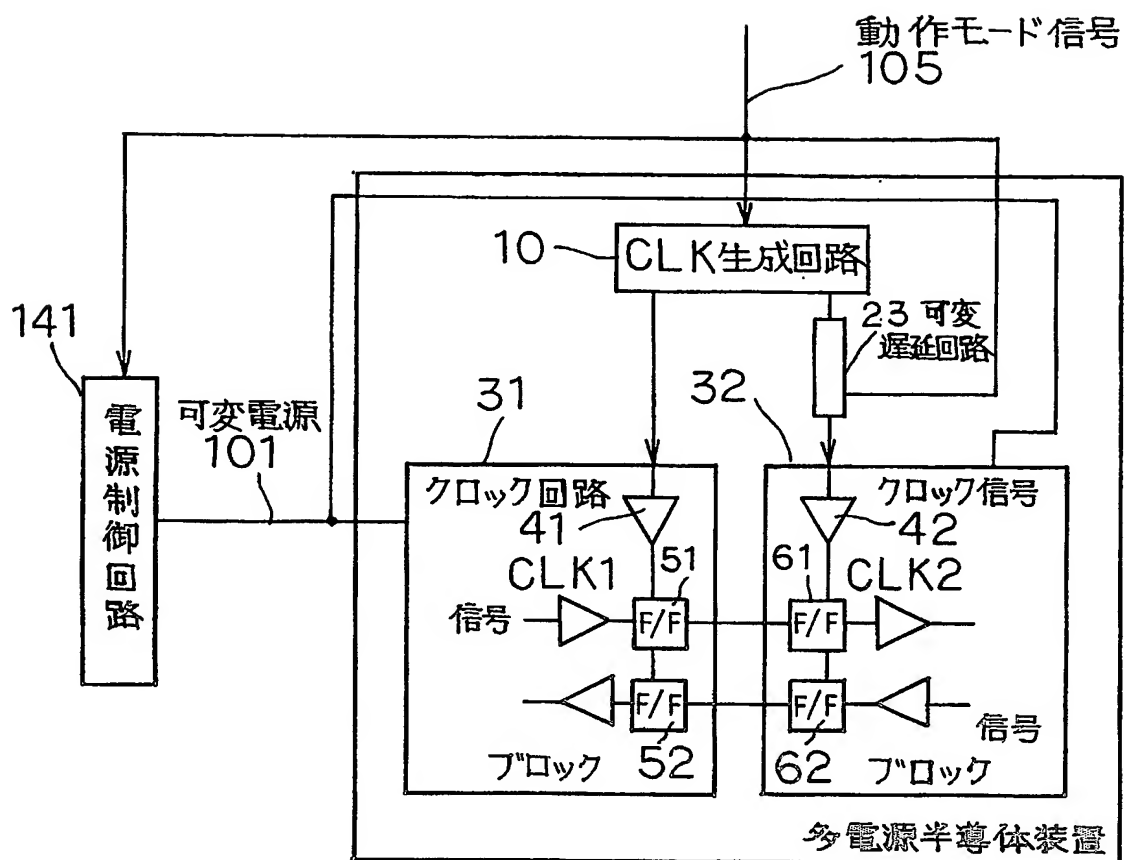 動作モード信号
105
10
CLK生成回路
141
23 可変
遅延回路
可変電源
101
31
32
電源制御回路
クロック回路
41
クロック信号
42
CLK1
51
61
CLK2
信号
F/F
F/F
F/F
F/F
52
62
信号
ブロック
ブロック
多電源半導体装置